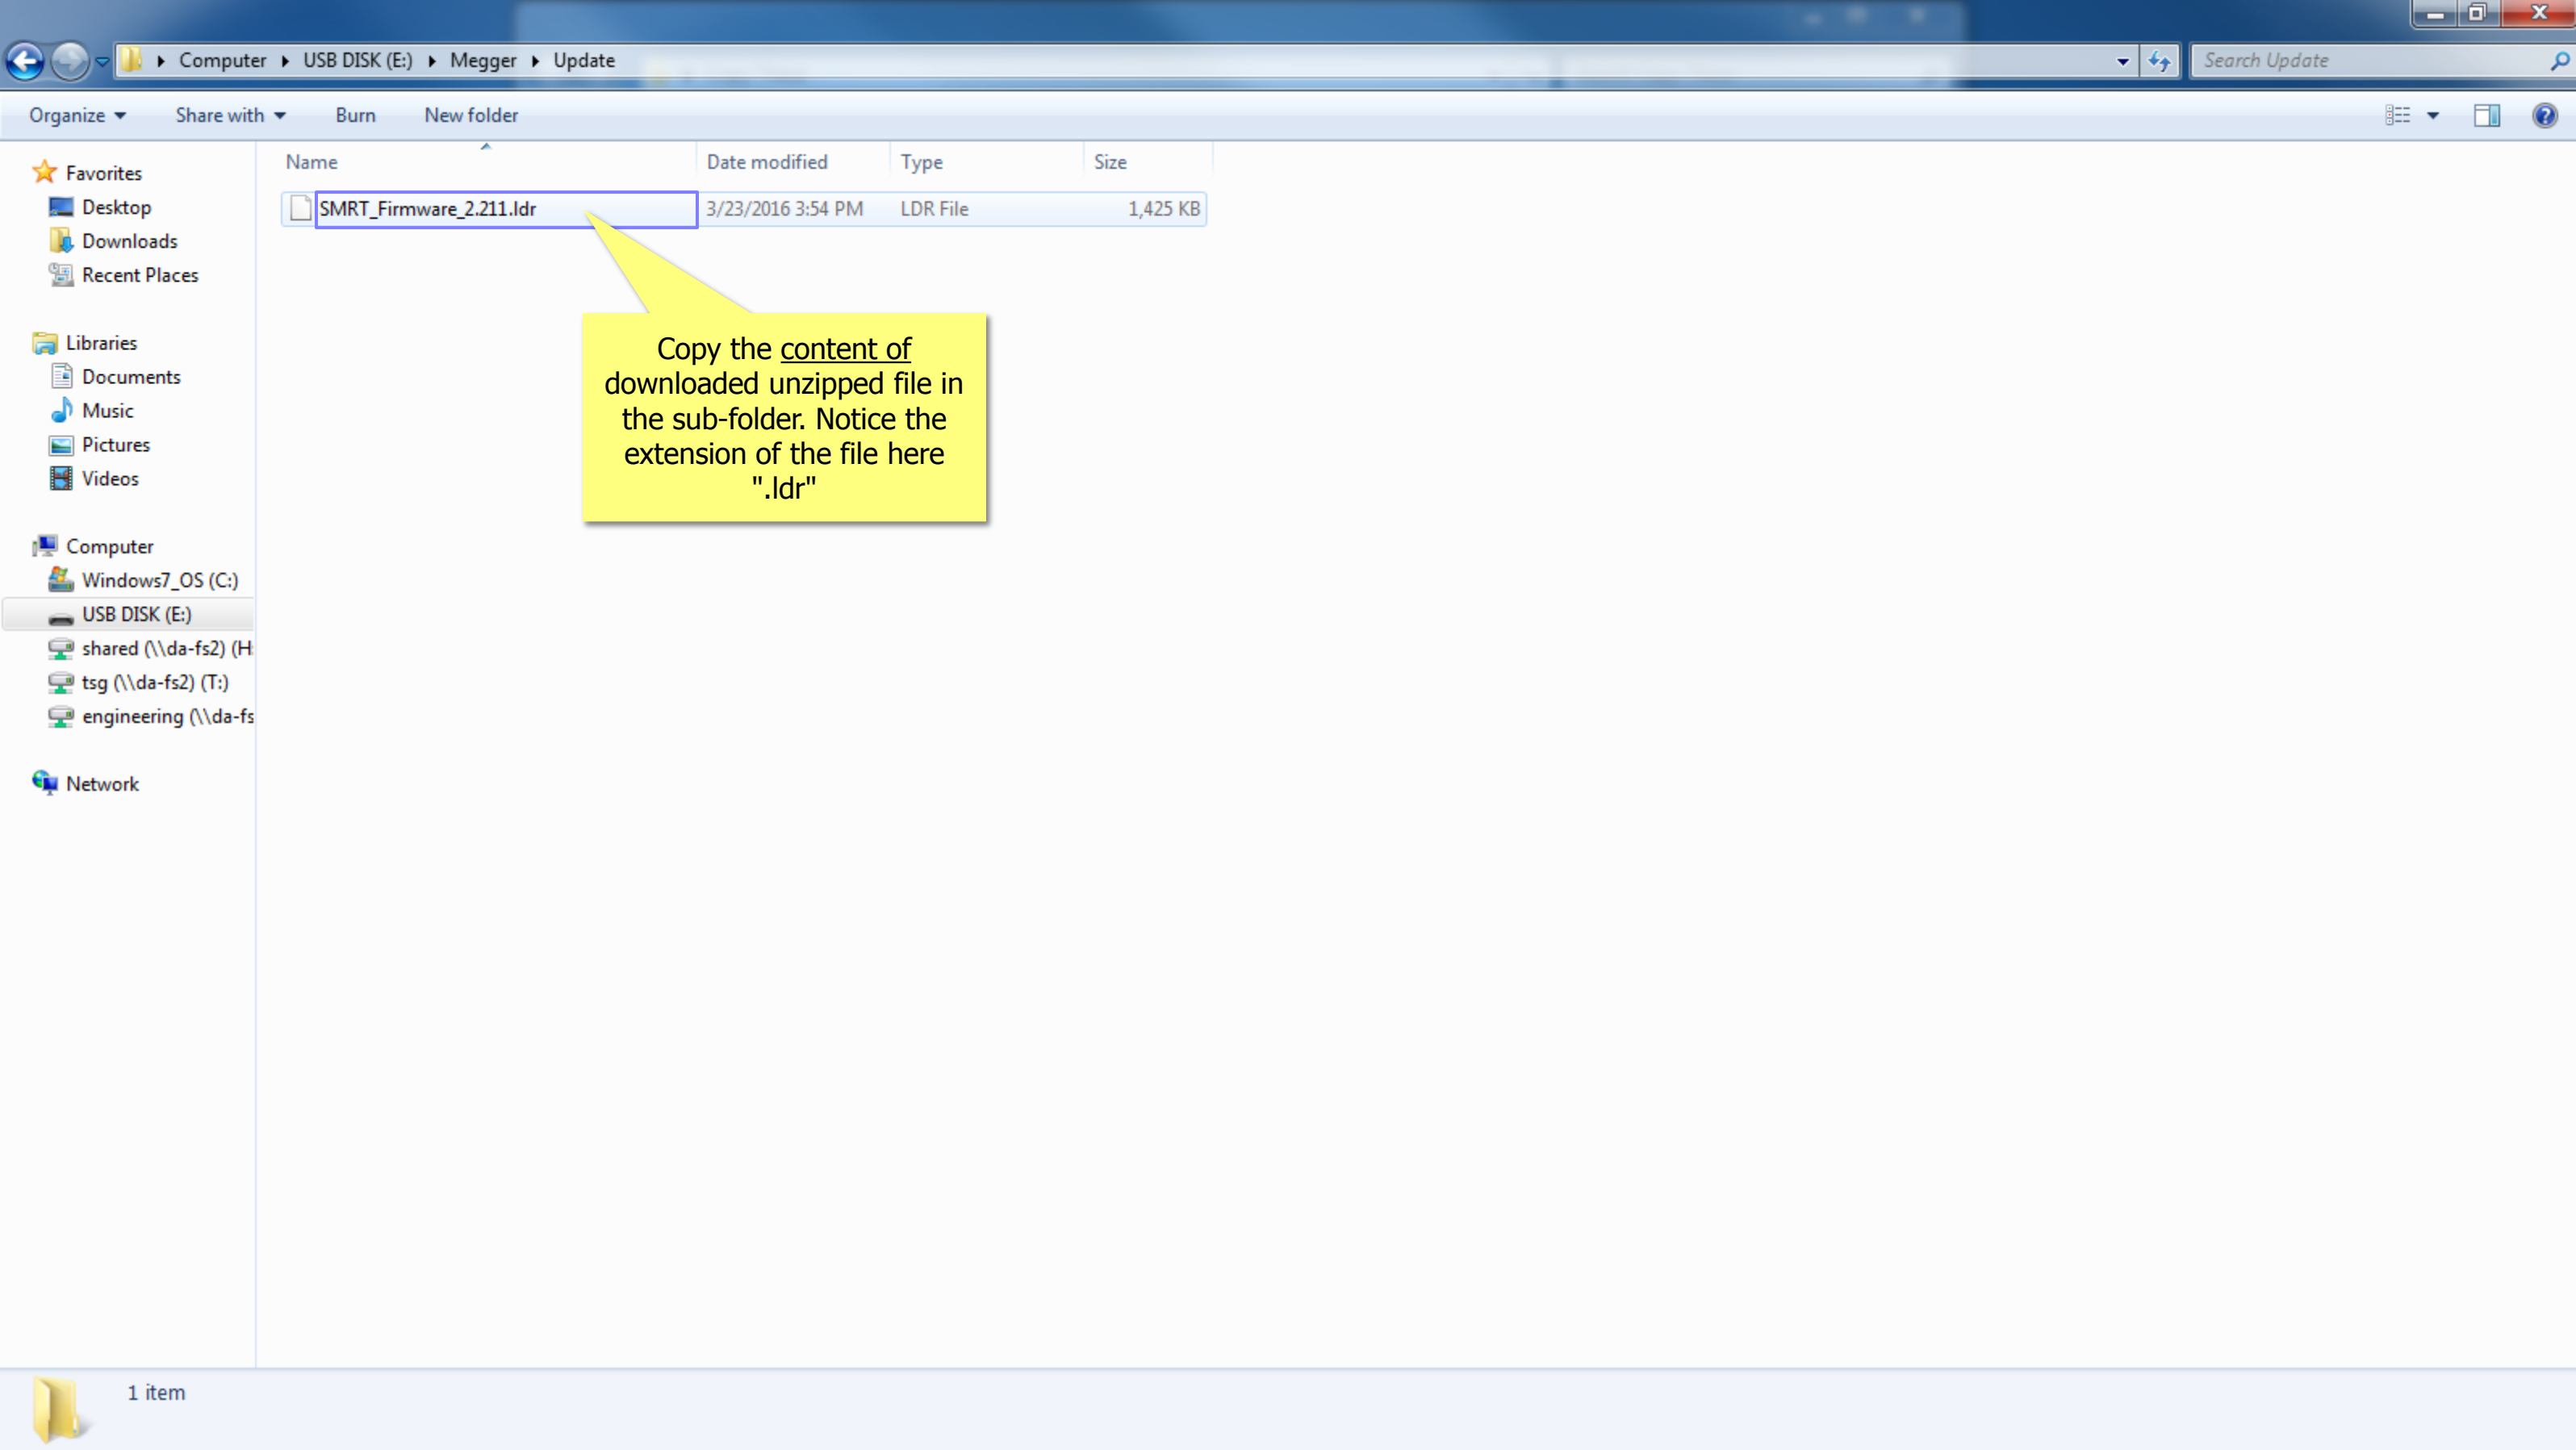 Computer ▸ USB DISK (E:) ▸ Megger ▸ Update
Search Update
Organize Share with Burn New folder
Name Date modified Type Size
SMRT_Firmware_2.211.ldr 3/23/2016 3:54 PM LDR File 1,425 KB
Favorites
Desktop
Downloads
Recent Places
Libraries
Documents
Music
Pictures
Videos
Computer
Windows7_OS (C:)
USB DISK (E:)
shared (\\da-fs2) (H:
tsg (\\da-fs2) (T:)
engineering (\\da-fs
Network
Copy the content of
downloaded unzipped file in
the sub-folder. Notice the
extension of the file here
".ldr"
1 item